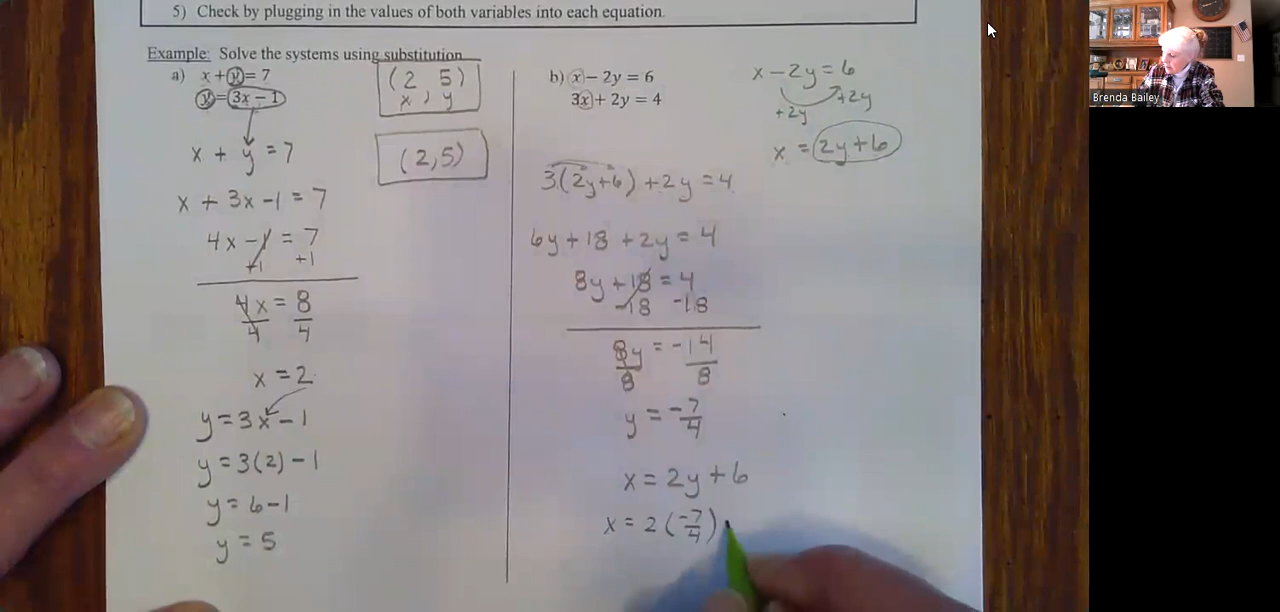 5) Check by plugging in the values of both variables into each equation.
Example: Solve the systems using substitution
a) x + y = 7
y = 3x − 1
(2 5)
x , y
x + y = 7
(2,5)
x + 3x - 1 = 7
4x - 1 = 7
+1 +1
4x = 8
4 4
x = 2
y = 3x - 1
y = 3(2) - 1
y = 6 - 1
y = 5
b) x − 2y = 6
3x + 2y = 4
x - 2y = 6
+2y +2y
x = 2y + 6
3(2y+6) + 2y = 4
6y + 18 + 2y = 4
8y + 18 = 4
-18 -18
8y = -14
8 8
y = -7/4
x = 2y + 6
x = 2(-7/4)
Brenda Bailey